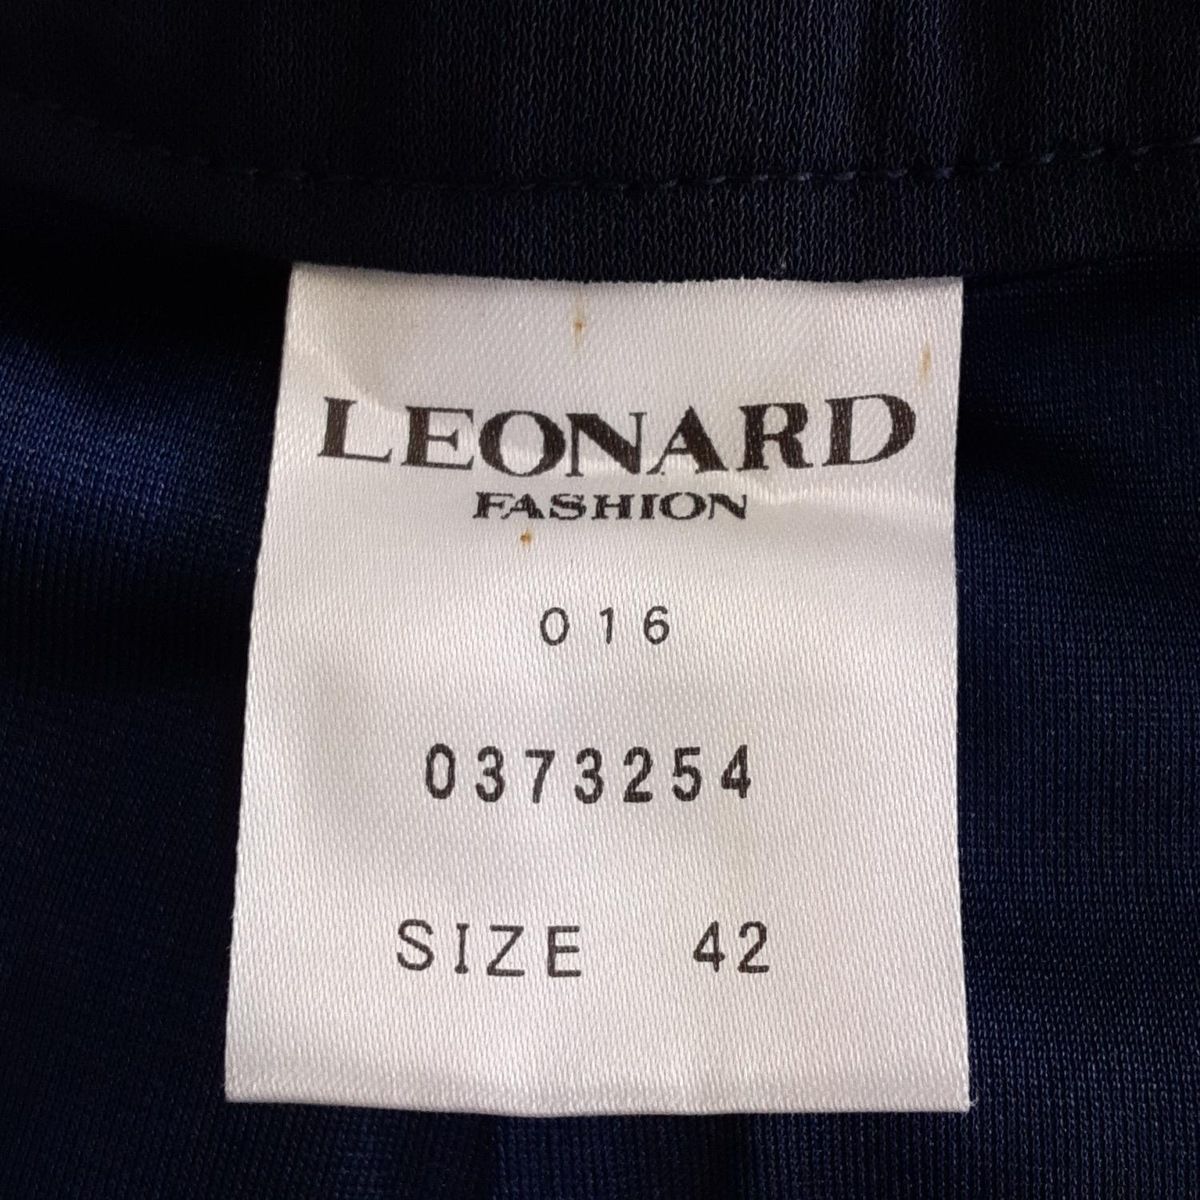 LEONARD
FASHION
016
0373254
SIZE 42